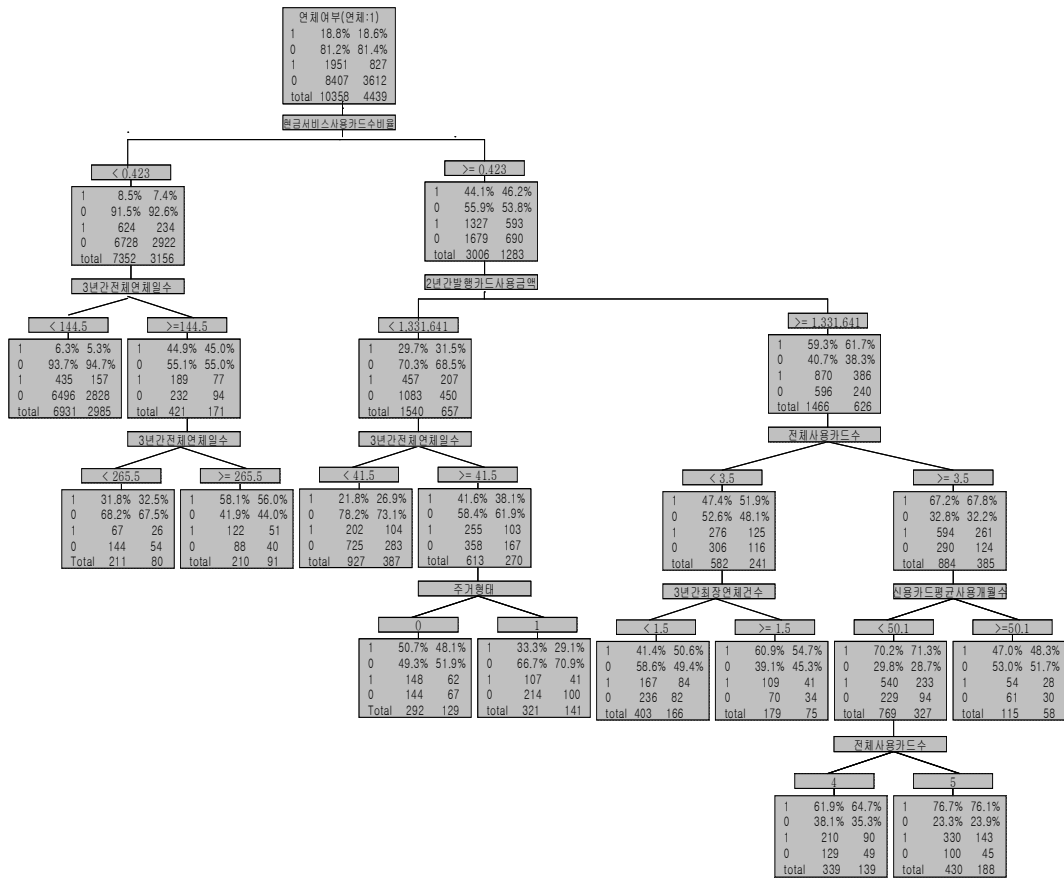 연체여부(연체:1)
1 18.8% 18.6%
0 81.2% 81.4%
1 1951 827
0 8407 3612
total 10358 4439
현금서비스사용카드수비율
< 0.423
1 8.5% 7.4%
0 91.5% 92.6%
1 624 234
0 6728 2922
total 7352 3156
3년간전체연체일수
>= 0.423
1 44.1% 46.2%
0 55.9% 53.8%
1 1327 593
0 1679 690
total 3006 1283
2년간발행카드사용금액
< 144.5
1 6.3% 5.3%
0 93.7% 94.7%
1 435 157
0 6496 2828
total 6931 2985
>=144.5
1 44.9% 45.0%
0 55.1% 55.0%
1 189 77
0 232 94
total 421 171
3년간전체연체일수
< 1,331,641
1 29.7% 31.5%
0 70.3% 68.5%
1 457 207
0 1083 450
total 1540 657
3년간전체연체일수
>= 1,331,641
1 59.3% 61.7%
0 40.7% 38.3%
1 870 386
0 596 240
total 1466 626
전체사용카드수
< 265.5
1 31.8% 32.5%
0 68.2% 67.5%
1 67 26
0 144 54
Total 211 80
>= 265.5
1 58.1% 56.0%
0 41.9% 44.0%
1 122 51
0 88 40
total 210 91
< 41.5
1 21.8% 26.9%
0 78.2% 73.1%
1 202 104
0 725 283
total 927 387
>= 41.5
1 41.6% 38.1%
0 58.4% 61.9%
1 255 103
0 358 167
total 613 270
주거형태
< 3.5
1 47.4% 51.9%
0 52.6% 48.1%
1 276 125
0 306 116
total 582 241
3년간최장연체건수
>= 3.5
1 67.2% 67.8%
0 32.8% 32.2%
1 594 261
0 290 124
total 884 385
신용카드평균사용개월수
0
1 50.7% 48.1%
0 49.3% 51.9%
1 148 62
0 144 67
Total 292 129
1
1 33.3% 29.1%
0 66.7% 70.9%
1 107 41
0 214 100
total 321 141
< 1.5
1 41.4% 50.6%
0 58.6% 49.4%
1 167 84
0 236 82
total 403 166
>= 1.5
1 60.9% 54.7%
0 39.1% 45.3%
1 109 41
0 70 34
total 179 75
< 50.1
1 70.2% 71.3%
0 29.8% 28.7%
1 540 233
0 229 94
total 769 327
>=50.1
1 47.0% 48.3%
0 53.0% 51.7%
1 54 28
0 61 30
total 115 58
전체사용카드수
4
1 61.9% 64.7%
0 38.1% 35.3%
1 210 90
0 129 49
total 339 139
5
1 76.7% 76.1%
0 23.3% 23.9%
1 330 143
0 100 45
total 430 188